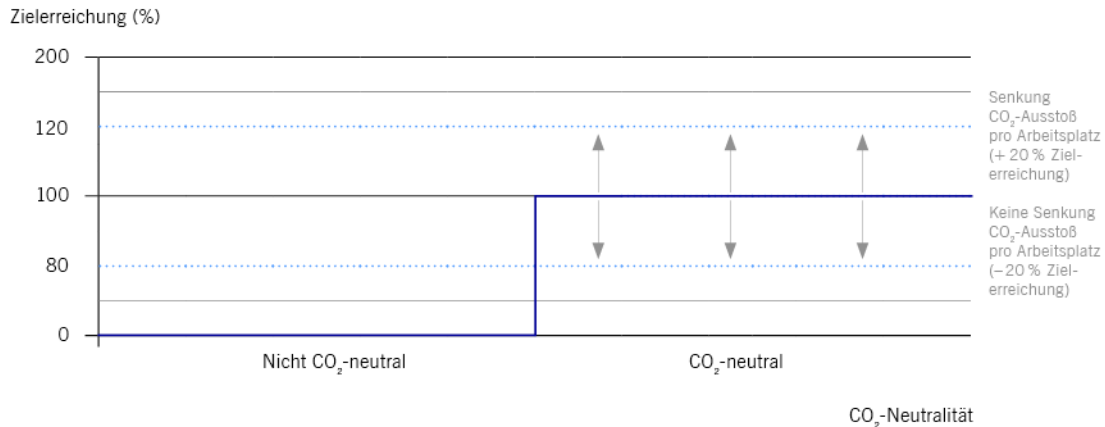 Zielerreichung (%)
200
120
100
80
0
Senkung
CO₂-Ausstoß
pro Arbeitsplatz
(+ 20 % Ziel-
erreichung)
Keine Senkung
CO₂-Ausstoß
pro Arbeitsplatz
(– 20 % Ziel-
erreichung)
Nicht CO₂-neutral
CO₂-neutral
CO₂-Neutralität